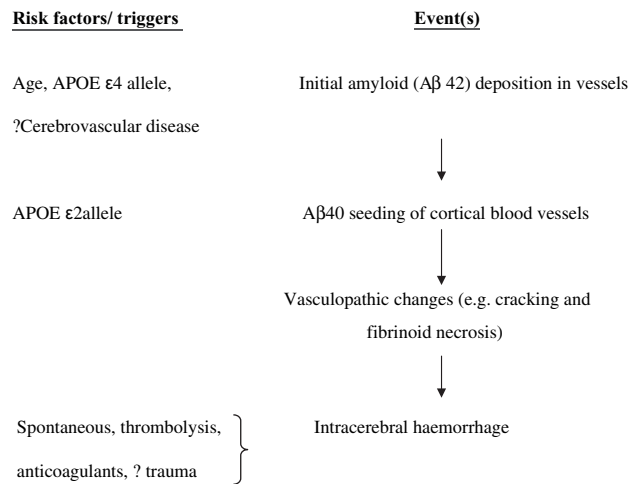 Risk factors/ triggers
Event(s)
Age, APOE ε4 allele,
Initial amyloid (Aβ 42) deposition in vessels
?Cerebrovascular disease
APOE ε2allele
Aβ40 seeding of cortical blood vessels
Vasculopathic changes (e.g. cracking and
fibrinoid necrosis)
Spontaneous, thrombolysis,
Intracerebral haemorrhage
anticoagulants, ? trauma